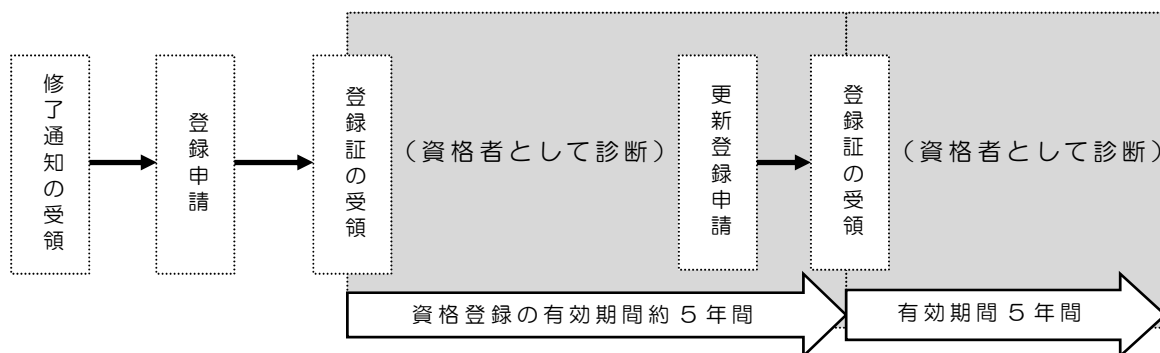 修了通知の受領
登録申請
登録証の受領
（資格者として診断）
更新登録申請
登録証の受領
（資格者として診断）
資格登録の有効期間約５年間
有効期間５年間